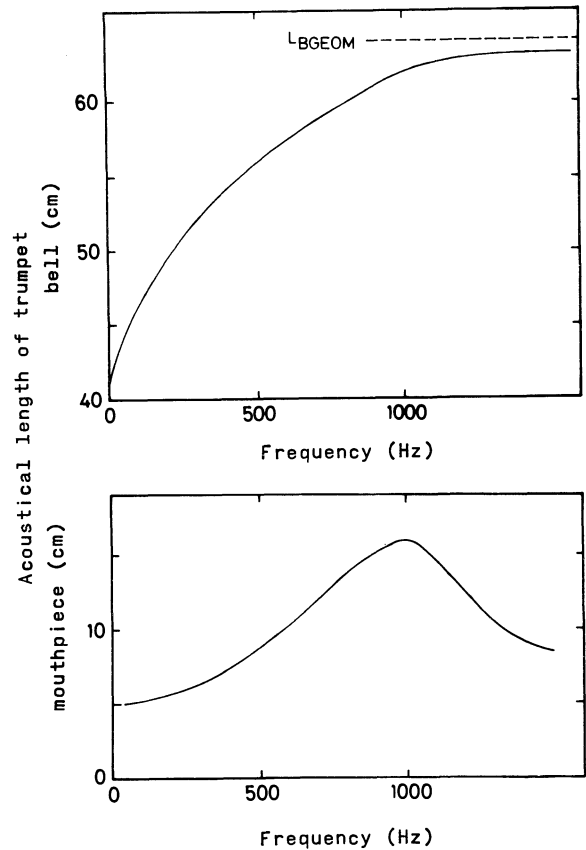 Acoustical length of trumpet
bell (cm)
L_BGEOM
60
50
40
0
500
1000
Frequency (Hz)
mouthpiece (cm)
10
0
0
500
1000
Frequency (Hz)